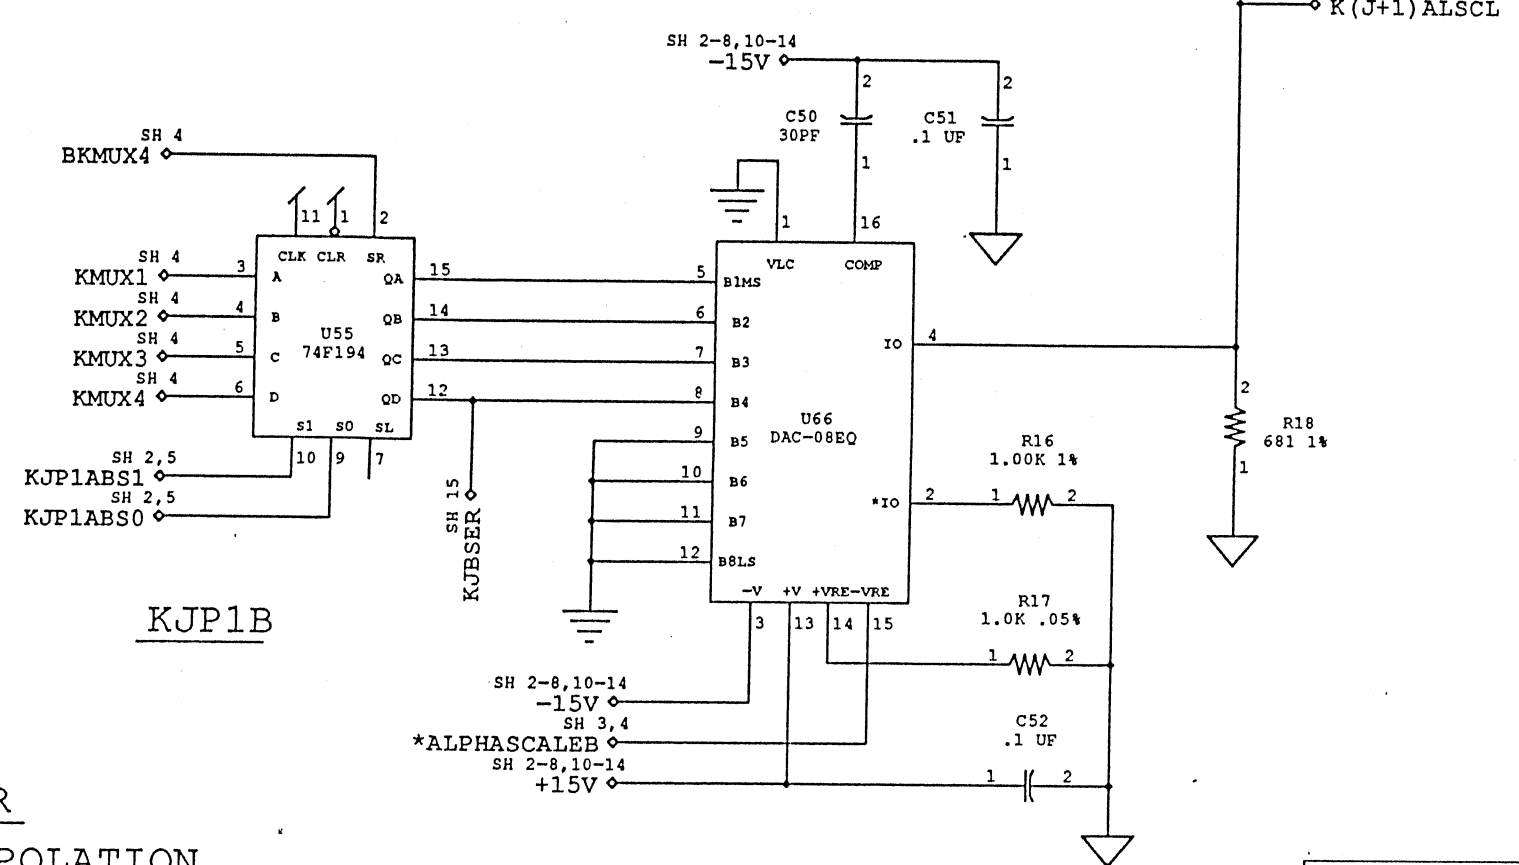 K(J+1)ALSCL
SH 2-8,10-14
-15V
2
2
C50
30PF
C51
.1 UF
1
1
SH 4
BKMUX4
11
1
2
1
16
CLK CLR SR
VLC
COMP
SH 4
KMUX1
3
A
QA
15
5
B1MS
SH 4
KMUX2
4
B
QB
14
6
B2
U55
74F194
SH 4
KMUX3
5
C
QC
13
7
B3
IO
4
SH 4
KMUX4
6
D
QD
12
8
B4
2
U66
DAC-08EQ
R18
681 1%
1
S1 S0 SL
9
B5
R16
1.00K 1%
SH 2,5
KJP1ABS1
10
9
7
10
B6
SH 2,5
KJP1ABS0
SH 15
KJBSER
*IO
2
1
2
11
B7
12
B8LS
-V
+V
+VRE
-VRE
KJP1B
3
13
14
15
R17
1.0K .05%
1
2
SH 2-8,10-14
-15V
SH 3,4
*ALPHASCALEB
C52
.1 UF
SH 2-8,10-14
+15V
1
2
R
POLATION